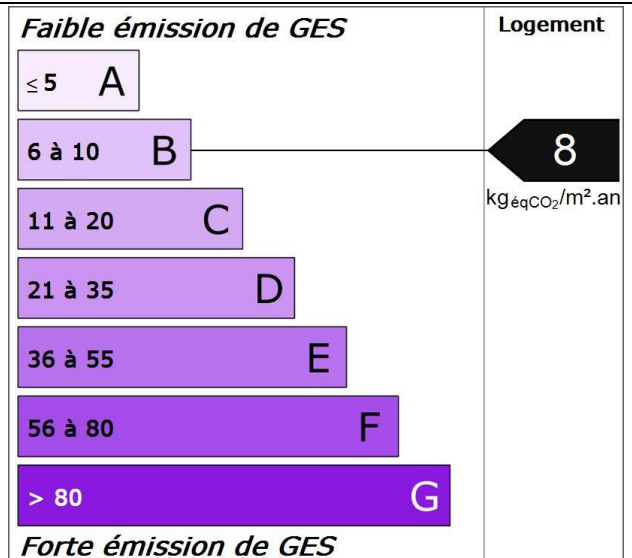 Faible émission de GES
Logement
≤ 5 A
6 à 10 B
8
kgéqCO₂/m².an
11 à 20 C
21 à 35 D
36 à 55 E
56 à 80 F
> 80 G
Forte émission de GES